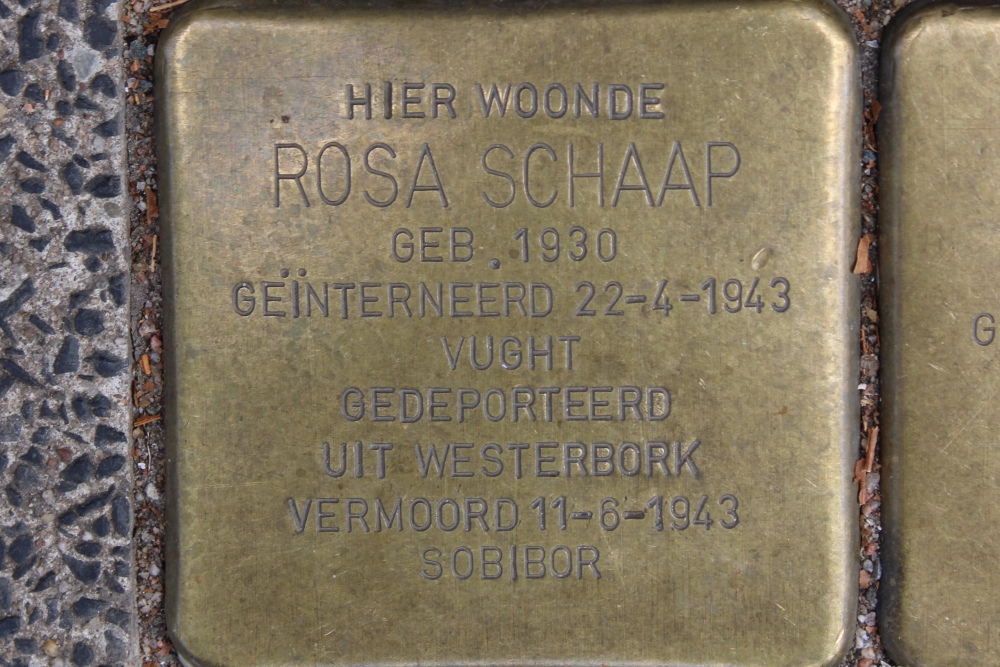 HIER WOONDE
ROSA SCHAAP
GEB. 1930
GEÏNTERNEERD 22-4-1943
VUGHT
GEDEPORTEERD
UIT WESTERBORK
VERMOORD 11-6-1943
SOBIBOR
G